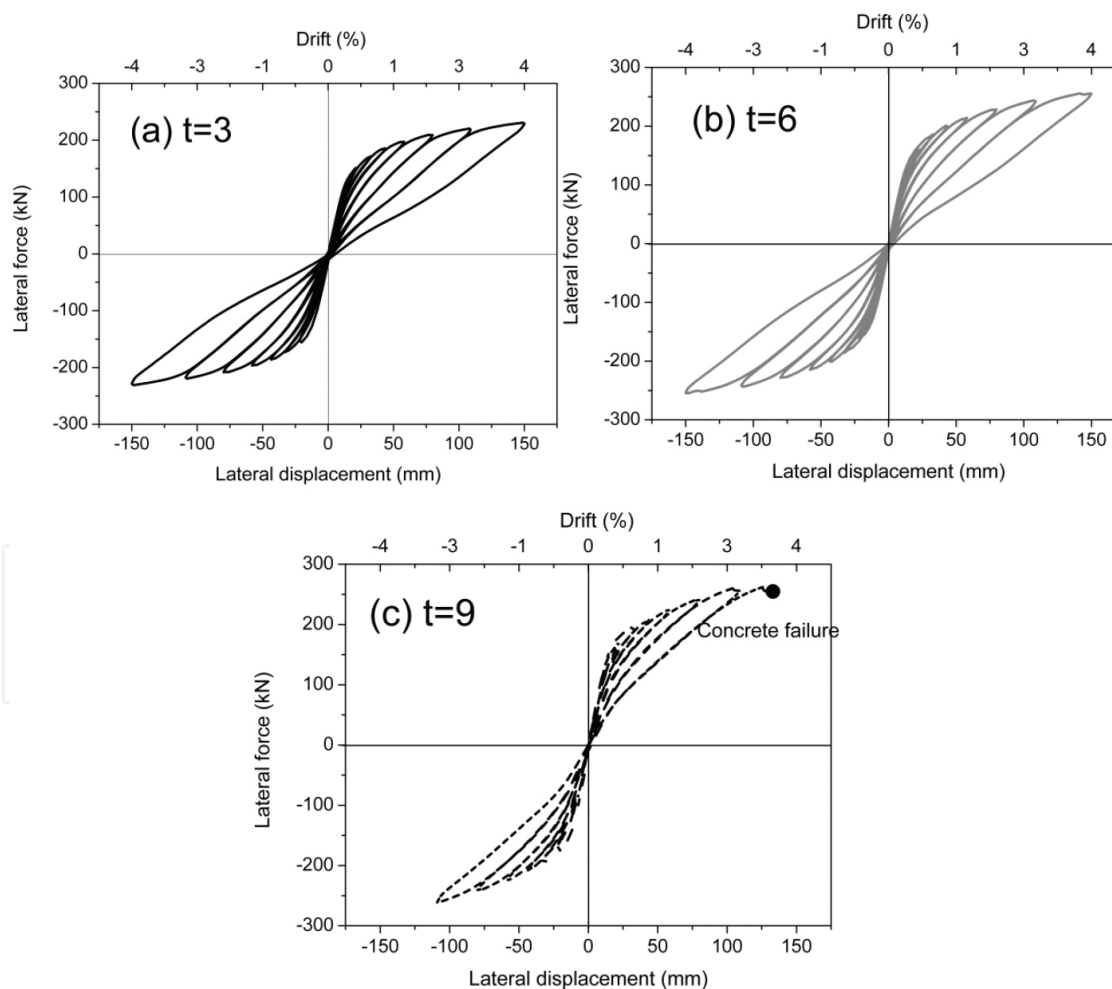 Drift (%)
-4 -3 -1 0 1 3 4
(a) t=3
300
200
100
0
-100
-200
-300
Lateral force (kN)
-150 -100 -50 0 50 100 150
Lateral displacement (mm)
Drift (%)
-4 -3 -1 0 1 3 4
(b) t=6
300
200
100
0
-100
-200
-300
Lateral force (kN)
-150 -100 -50 0 50 100 150
Lateral displacement (mm)
Drift (%)
-4 -3 -1 0 1 3 4
(c) t=9
Concrete failure
300
200
100
0
-100
-200
-300
Lateral force (kN)
-150 -100 -50 0 50 100 150
Lateral displacement (mm)